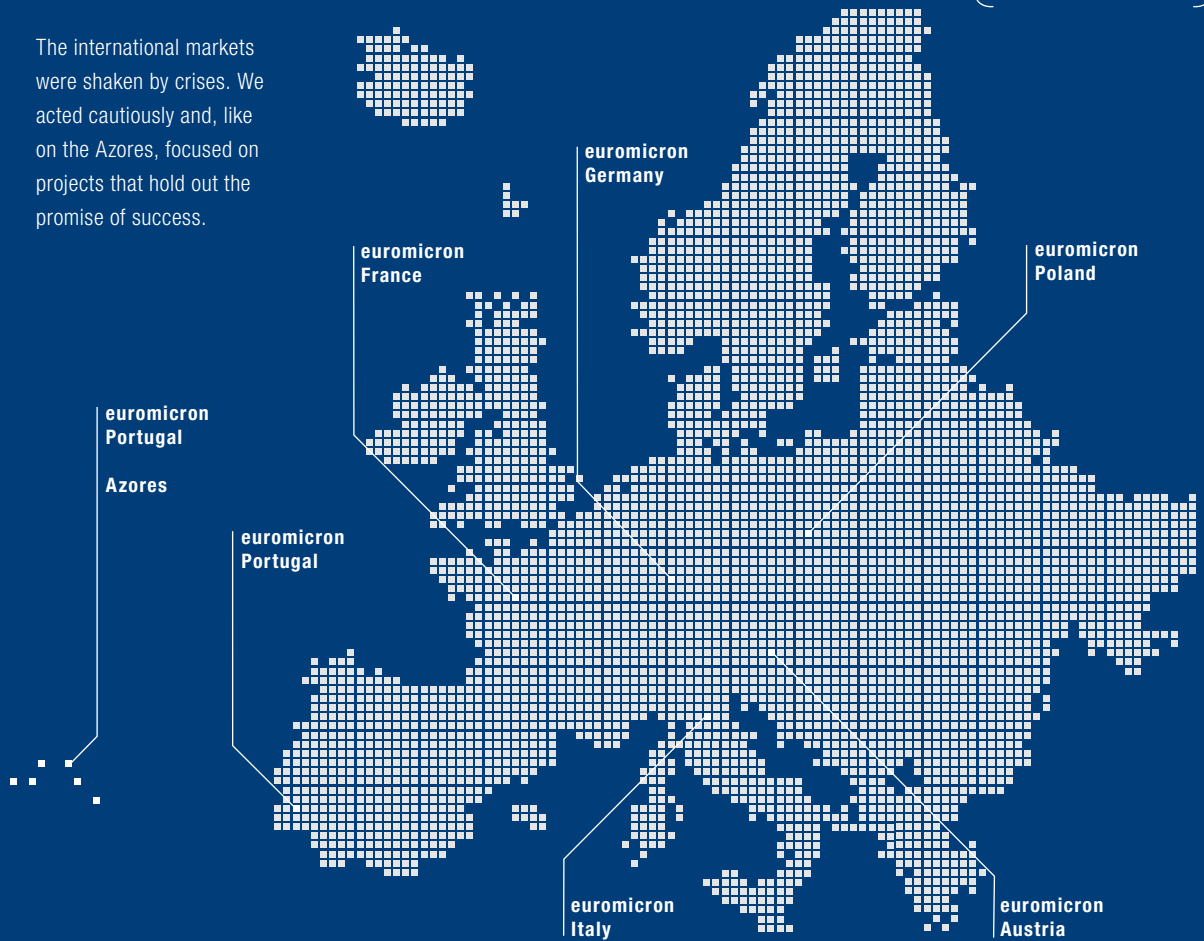 The international markets
were shaken by crises. We
acted cautiously and, like
on the Azores, focused on
projects that hold out the
promise of success.
euromicron
Germany
euromicron
France
euromicron
Poland
euromicron
Portugal
Azores
euromicron
Portugal
euromicron
Italy
euromicron
Austria